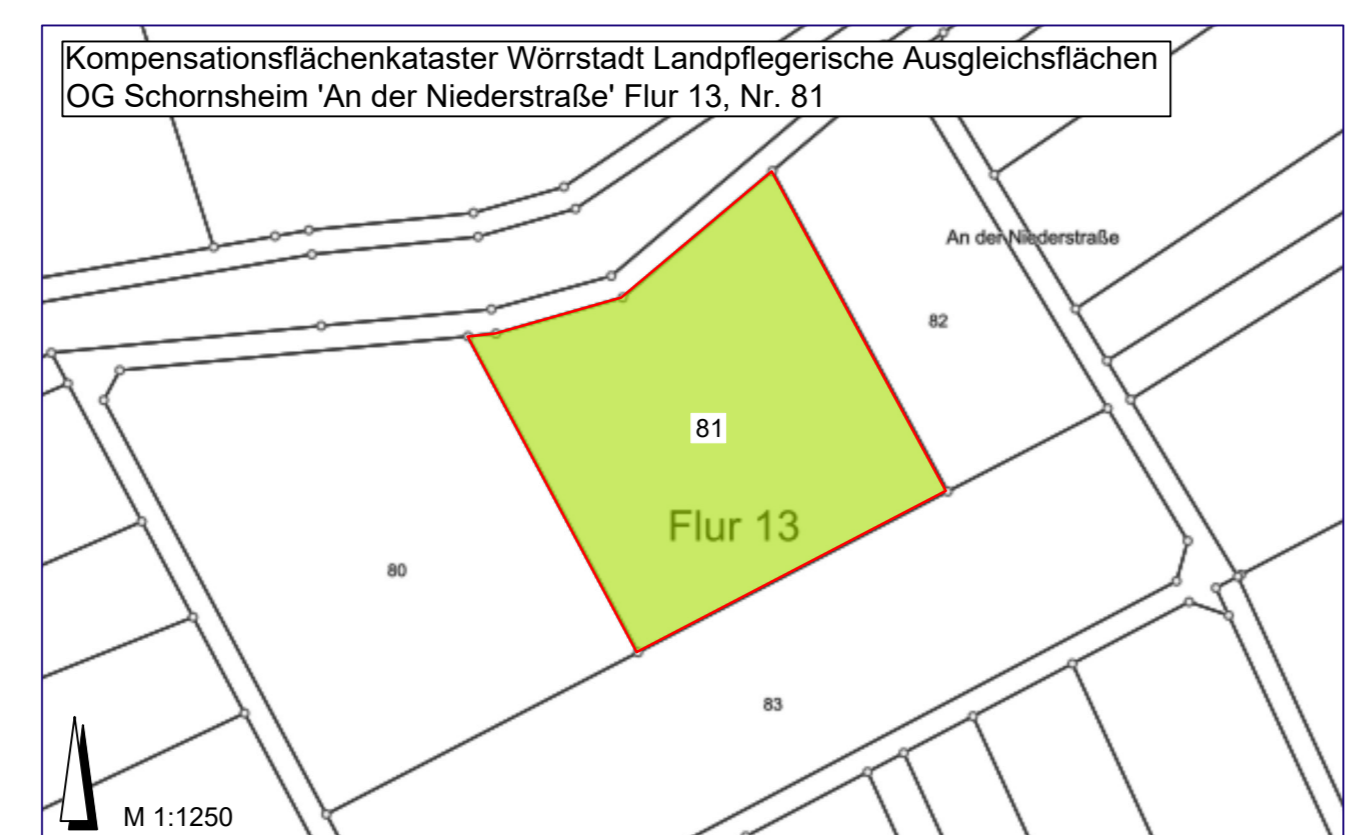 Kompensationsflächenkataster Wörrstadt Landpflegerische Ausgleichsflächen
OG Schornsheim 'An der Niederstraße' Flur 13, Nr. 81
An der Niederstraße
82
81
Flur 13
80
83
M 1:1250